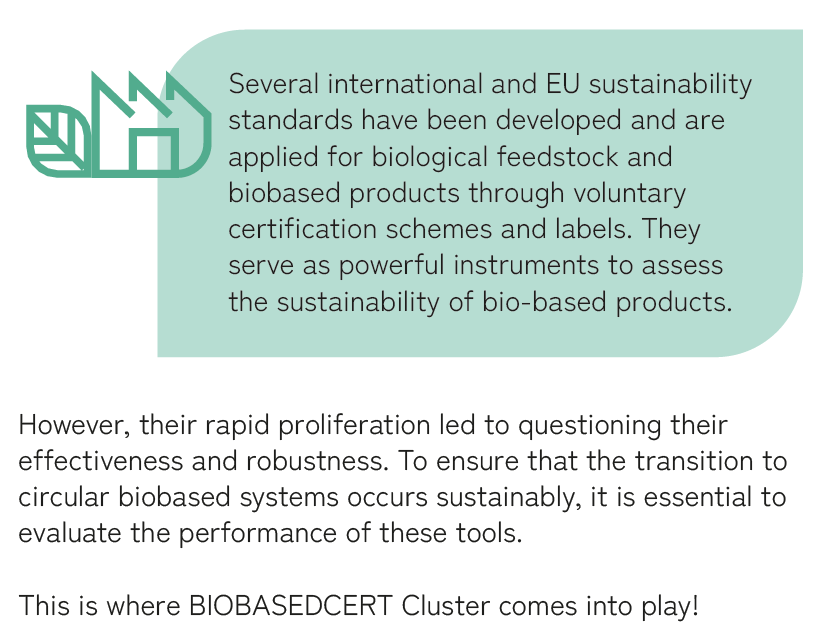 Several international and EU sustainability
standards have been developed and are
applied for biological feedstock and
biobased products through voluntary
certification schemes and labels. They
serve as powerful instruments to assess
the sustainability of bio-based products.
However, their rapid proliferation led to questioning their
effectiveness and robustness. To ensure that the transition to
circular biobased systems occurs sustainably, it is essential to
evaluate the performance of these tools.
This is where BIOBASEDCERT Cluster comes into play!